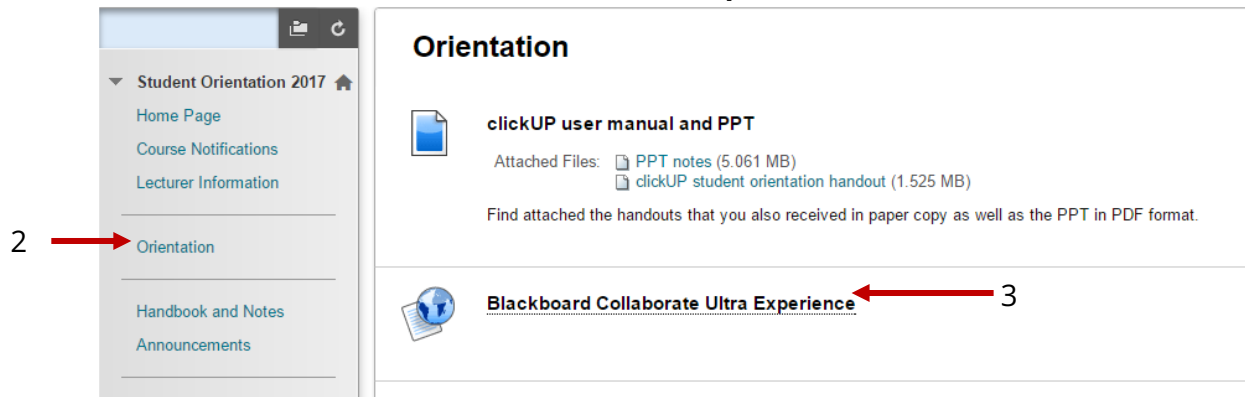 Student Orientation 2017
Home Page
Course Notifications
Lecturer Information
2
Orientation
Handbook and Notes
Announcements
Orientation
clickUP user manual and PPT
Attached Files: PPT notes (5.061 MB)
clickUP student orientation handout (1.525 MB)
Find attached the handouts that you also received in paper copy as well as the PPT in PDF format.
Blackboard Collaborate Ultra Experience
3